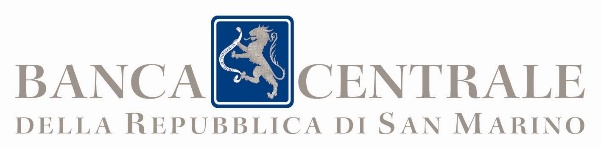 BANCA CENTRALE
DELLA REPUBBLICA DI SAN MARINO